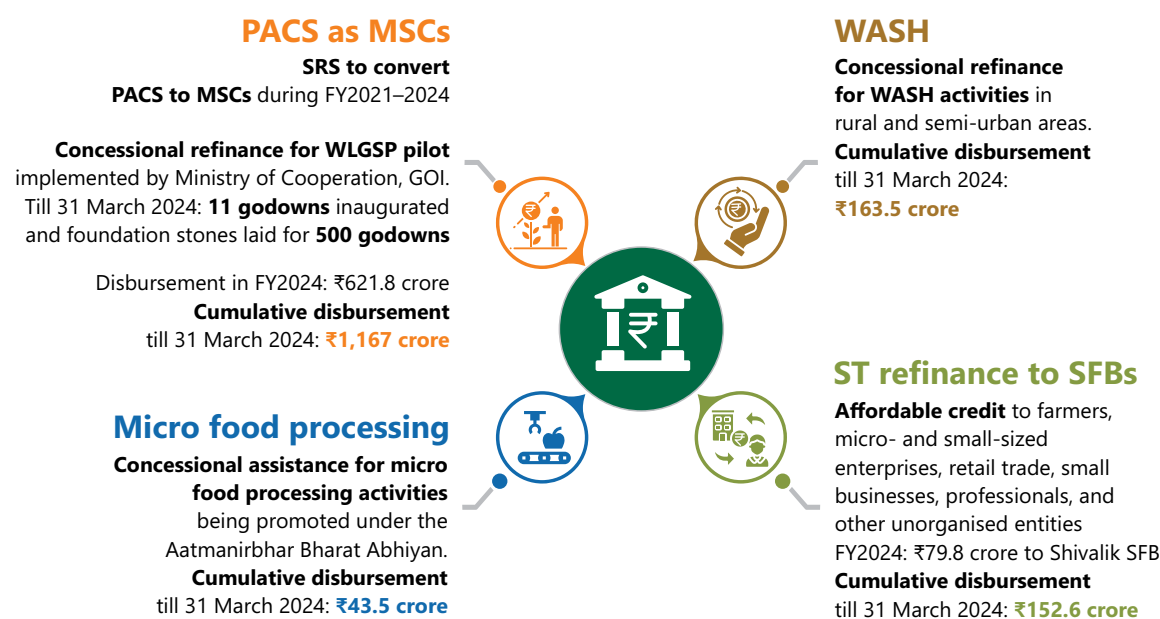 PACS as MSCs
SRS to convert
PACS to MSCs during FY2021–2024
Concessional refinance for WLGSP pilot
implemented by Ministry of Cooperation, GOI.
Till 31 March 2024: 11 godowns inaugurated
and foundation stones laid for 500 godowns
Disbursement in FY2024: ₹621.8 crore
Cumulative disbursement
till 31 March 2024: ₹1,167 crore
WASH
Concessional refinance
for WASH activities in
rural and semi-urban areas.
Cumulative disbursement
till 31 March 2024:
₹163.5 crore
₹
Micro food processing
Concessional assistance for micro
food processing activities
being promoted under the
Aatmanirbhar Bharat Abhiyan.
Cumulative disbursement
till 31 March 2024: ₹43.5 crore
ST refinance to SFBs
Affordable credit to farmers,
micro- and small-sized
enterprises, retail trade, small
businesses, professionals, and
other unorganised entities
FY2024: ₹79.8 crore to Shivalik SFB
Cumulative disbursement
till 31 March 2024: ₹152.6 crore